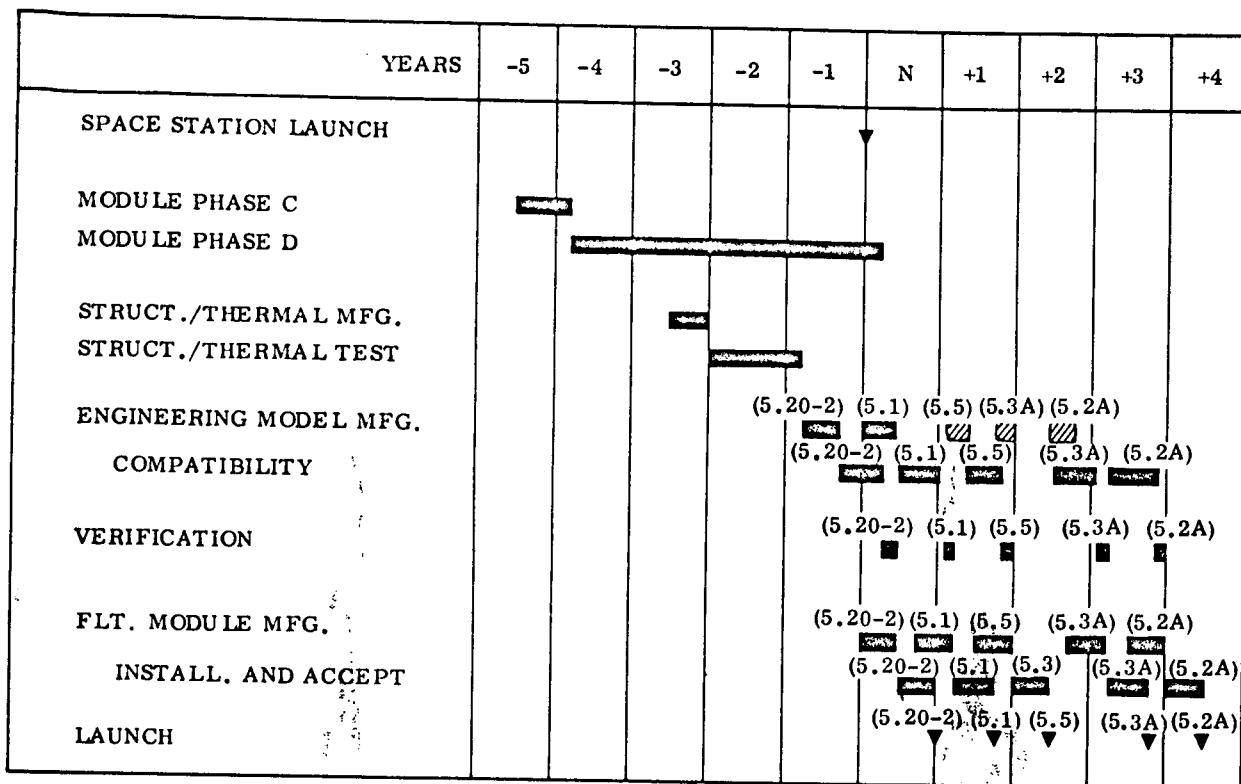 YEARS -5 -4 -3 -2 -1 N +1 +2 +3 +4
SPACE STATION LAUNCH
MODULE PHASE C
MODULE PHASE D
STRUCT./THERMAL MFG.
STRUCT./THERMAL TEST
(5.20-2) (5.1) (5.5) (5.3A) (5.2A)
ENGINEERING MODEL MFG.
(5.20-2) (5.1) (5.5) (5.3A) (5.2A)
COMPATIBILITY
(5.20-2) (5.1) (5.5) (5.3A) (5.2A)
VERIFICATION
(5.20-2) (5.1) (5.5) (5.3A) (5.2A)
FLT. MODULE MFG.
(5.20-2) (5.1) (5.3) (5.3A) (5.2A)
INSTALL. AND ACCEPT
(5.20-2) (5.1) (5.5) (5.3A) (5.2A)
LAUNCH